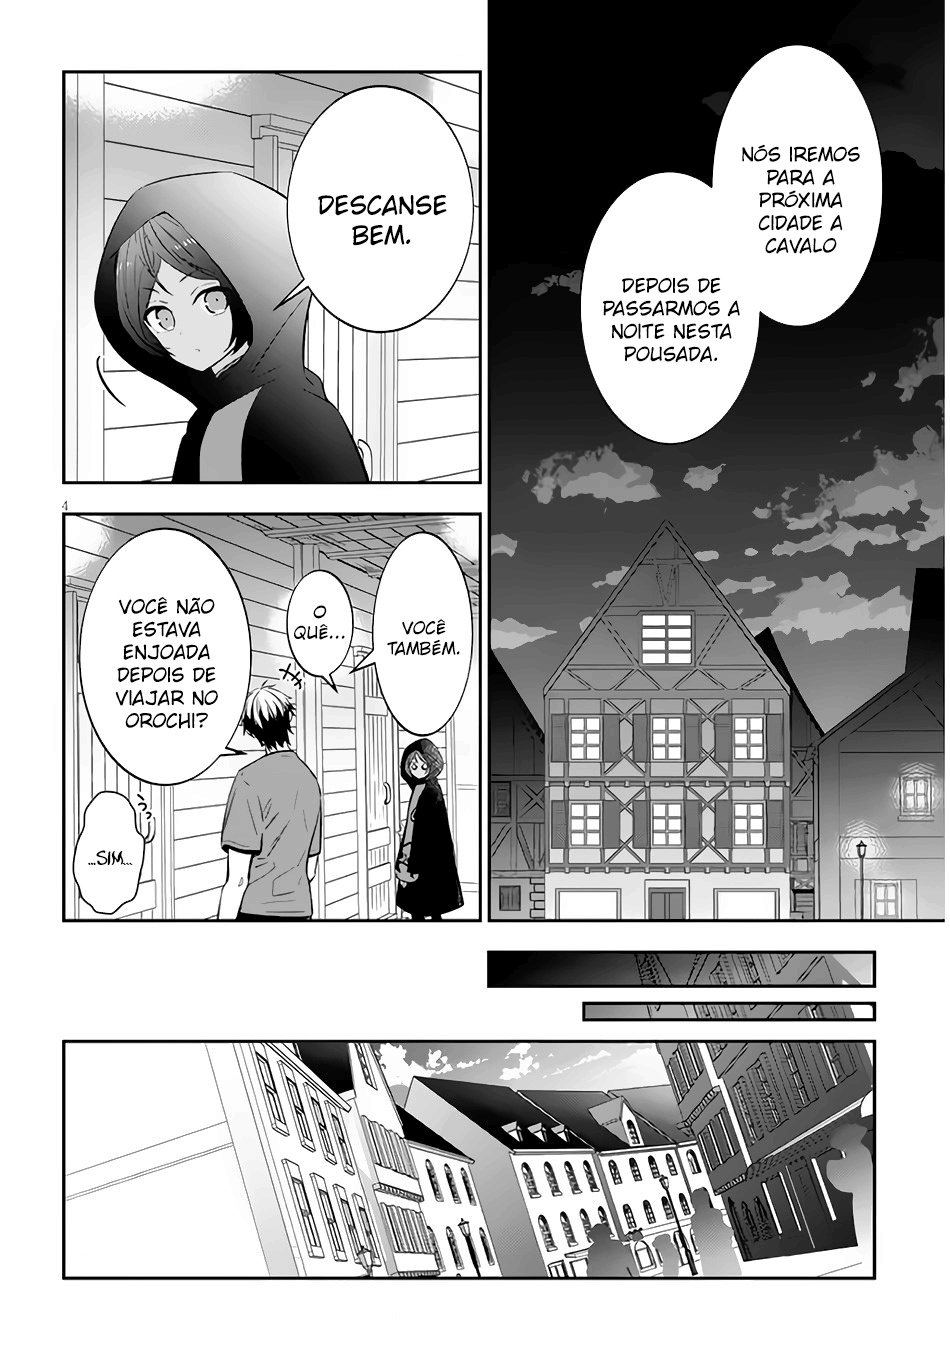 NÓS IREMOS
PARA A
PRÓXIMA
CIDADE A
CAVALO
DEPOIS DE
PASSARMOS A
NOITE NESTA
POUSADA.
DESCANSE
BEM.
4
VOCÊ
TAMBÉM.
O
QUÊ...
VOCÊ NÃO
ESTAVA
ENJOADA
DEPOIS DE
VIAJAR NO
OROCHI?
...SIM...